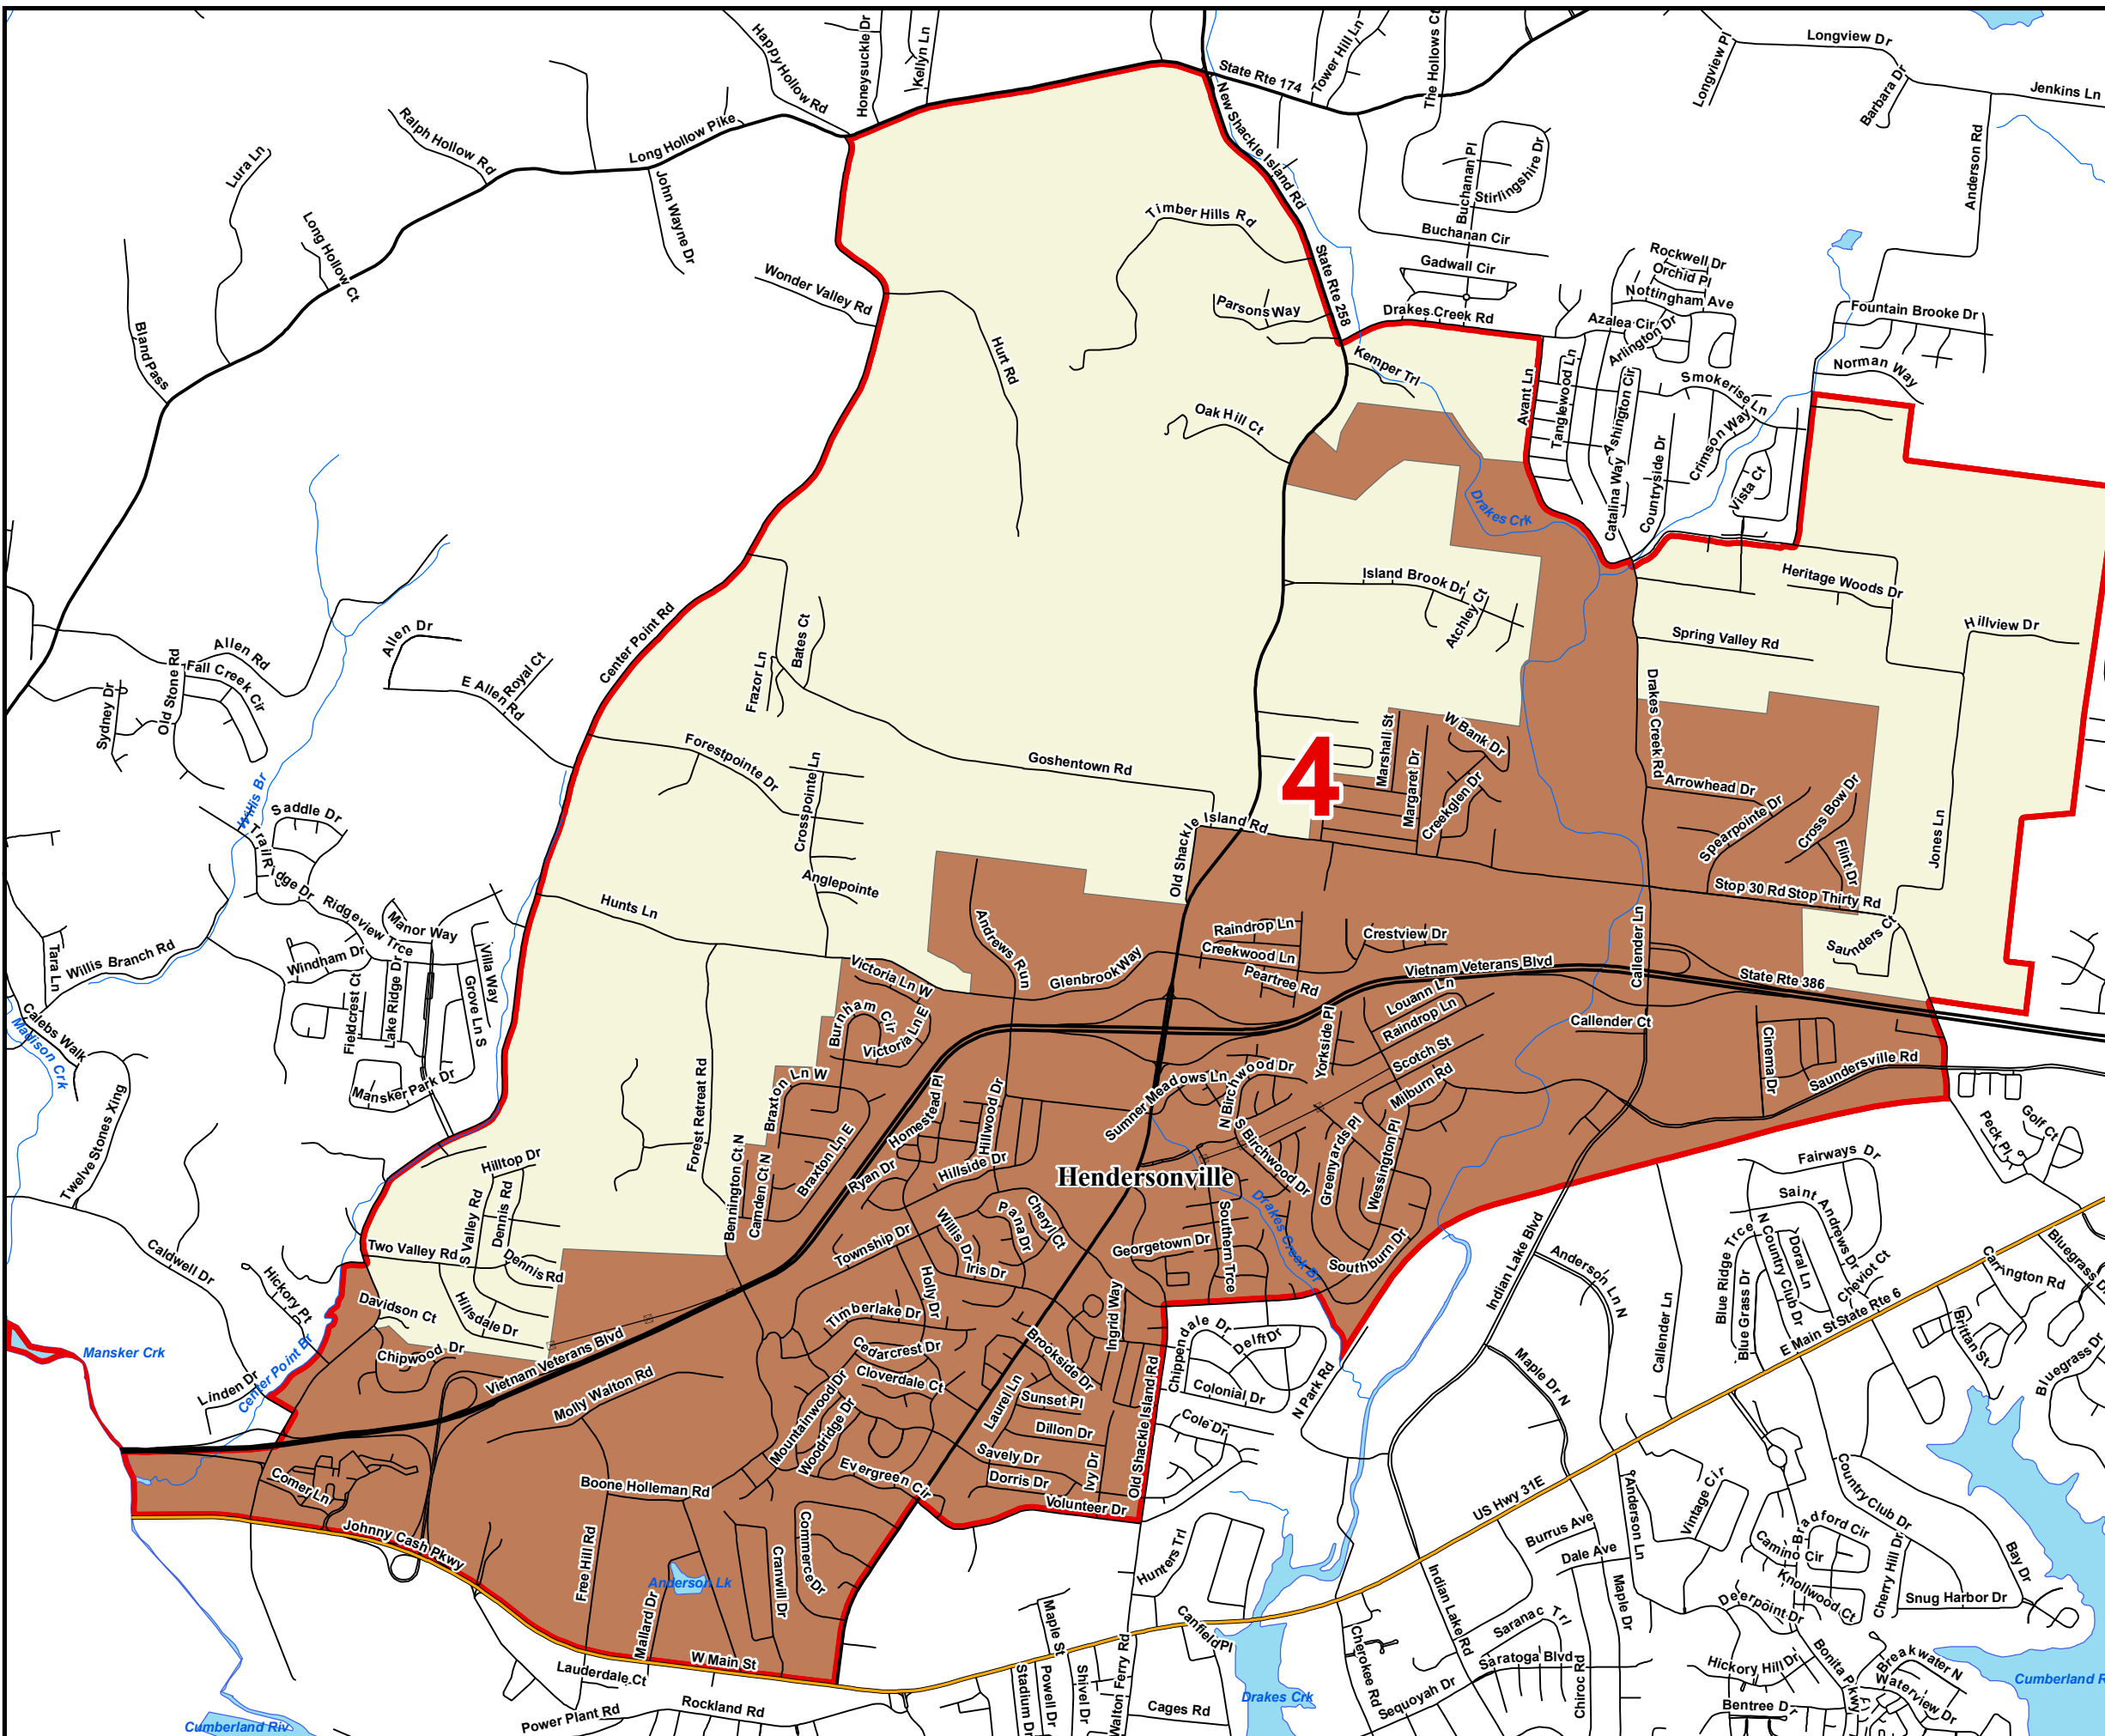 Happy Hollow Rd
Honeysuckle Dr
Kellyn Ln
State Rte 174
Tower Hill Ln
The Hollows Ct
Longview Pl
Longview Dr
Barbara Dr
Jenkins Ln
Anderson Rd
Ralph Hollow Rd
Long Hollow Pike
Lura Ln
Long Hollow Ct
John Wayne Dr
New Shackle Island Rd
Buchanan Pl
Stirlingshire Dr
Buchanan Cir
Timber Hills Rd
Wonder Valley Rd
State Rte 258
Gadwall Cir
Rockwell Dr
Orchid Pl
Nottingham Ave
Parsons Way
Drakes Creek Rd
Azalea Cir
Arlington Dr
Fountain Brooke Dr
Bland Pass
Hurt Rd
Kemper Trl
Avant Ln
Tanglewood Ln
Ashington Cir
Smokerise Ln
Norman Way
Crimson Way
Oak Hill Ct
Catalina Way
Countryside Dr
Vista Ct
Drakes Crk
Island Brook Dr
Atchley Ct
Heritage Woods Dr
Hillview Dr
Spring Valley Rd
Center Point Rd
Allen Dr
Allen Rd
Fall Creek Cir
Old Stone Rd
Sydney Dr
E Allen Rd
Royal Ct
Frazor Ln
Bates Ct
Drakes Creek Rd
Forestpointe Dr
Crosspointe Ln
Goshentown Rd
Marshall St
Margaret Dr
W Bank Dr
Creekglen Dr
4
Arrowhead Dr
Spearpointe Dr
Cross Bow Dr
Flint Dr
Jones Ln
Willis Br
Saddle Dr
Trail Ridge Dr
Ridgeview Trce
Manor Way
Old Shackle Island Rd
Anglepointe
Hunts Ln
Stop 30 Rd
Stop Thirty Rd
Saunders Ct
Tara Ln
Willis Branch Rd
Windham Dr
Fieldcrest Ct
Lake Ridge Dr
Grove Ln S
Villa Way
Andrews Run
Glenbrook Way
Raindrop Ln
Creekwood Ln
Peartree Rd
Crestview Dr
Callender Ln
Vietnam Veterans Blvd
State Rte 386
Victoria Ln W
Burnham Cir
Victoria Ln E
Calebs Walk
Madison Crk
Louann Ln
Raindrop Ln
Yorkside Pl
Callender Ct
Cinema Dr
Saundersville Rd
Mansker Park Dr
Twelve Stones Xing
Forest Retreat Rd
Braxton Ln W
Homestead Pl
Hillwood Dr
Sumner Meadows Ln
N Birchwood Dr
Scotch St
Milburn Rd
Golf Ct
Peck Pl
Bennington Ct N
Camden Ct N
Braxton Ln E
Ryan Dr
Hillside Dr
Hendersonville
S Birchwood Dr
Greenyards Pl
Wessington Pl
Fairways Dr
Hilltop Dr
S Valley Rd
Dennis Rd
Two Valley Rd
Dennis Rd
Township Dr
Willis Dr
Pana Dr
Cheryl Ct
Iris Dr
Georgetown Dr
Southern Trce
Drakes Creek Br
Southburn Dr
Indian Lake Blvd
Saint Andrews Dr
Blue Ridge Trce
N Country Club Dr
Doral Ln
Cheviot Ct
Bluegrass Dr
Carrington Rd
Caldwell Dr
Hickory Pt
Davidson Ct
Hillsdale Dr
Chipwood Dr
Holly Dr
Ingrid Way
Anderson Ln N
Blue Grass Dr
E Main St
State Rte 6
Callender Ln
Britten St
Bluegrass Dr
Mansker Crk
Linden Dr
Center Point Br
Vietnam Veterans Blvd
Timberlake Dr
Cedarcrest Dr
Cloverdale Ct
Brookside Dr
Chippendale Dr
Delft Dr
Colonial Dr
N Park Rd
Maple Dr N
Molly Walton Rd
Mountainwood Dr
Woodridge Dr
Laurel Ln
Sunset Pl
Dillon Dr
Old Shackle Island Rd
Cole Dr
Savely Dr
Dorris Dr
Ivy Dr
Volunteer Dr
Comer Ln
Boone Holleman Rd
Evergreen Cir
US Hwy 31E
Vintage Cir
Country Club Dr
Johnny Cash Pkwy
Free Hill Rd
Commerce Dr
Cranwill Dr
Anderson Lk
Mallard Dr
Hunters Trl
Burrus Ave
Dale Ave
Anderson Ln
Bradford Cir
Camino Cir
Knollwood Ct
Cherry Hill Dr
Bay Dr
Snug Harbor Dr
Deerpoint Dr
Indian Lake Rd
Maple Dr
Saranac Trl
Saratoga Blvd
W Main St
Lauderdale Ct
Power Plant Rd
Rockland Rd
Maple St
Stadium Dr
Powell Dr
Shivel Dr
Walton Ferry Rd
Canfield Pl
Cages Rd
Drakes Crk
Cherokee Rd
Sequoyah Dr
Chiroc Rd
Hickory Hill Dr
Bonita Pkwy
Breakwater N
Waterview Dr
Bentree Dr
Cumberland R
Cumberland Riv